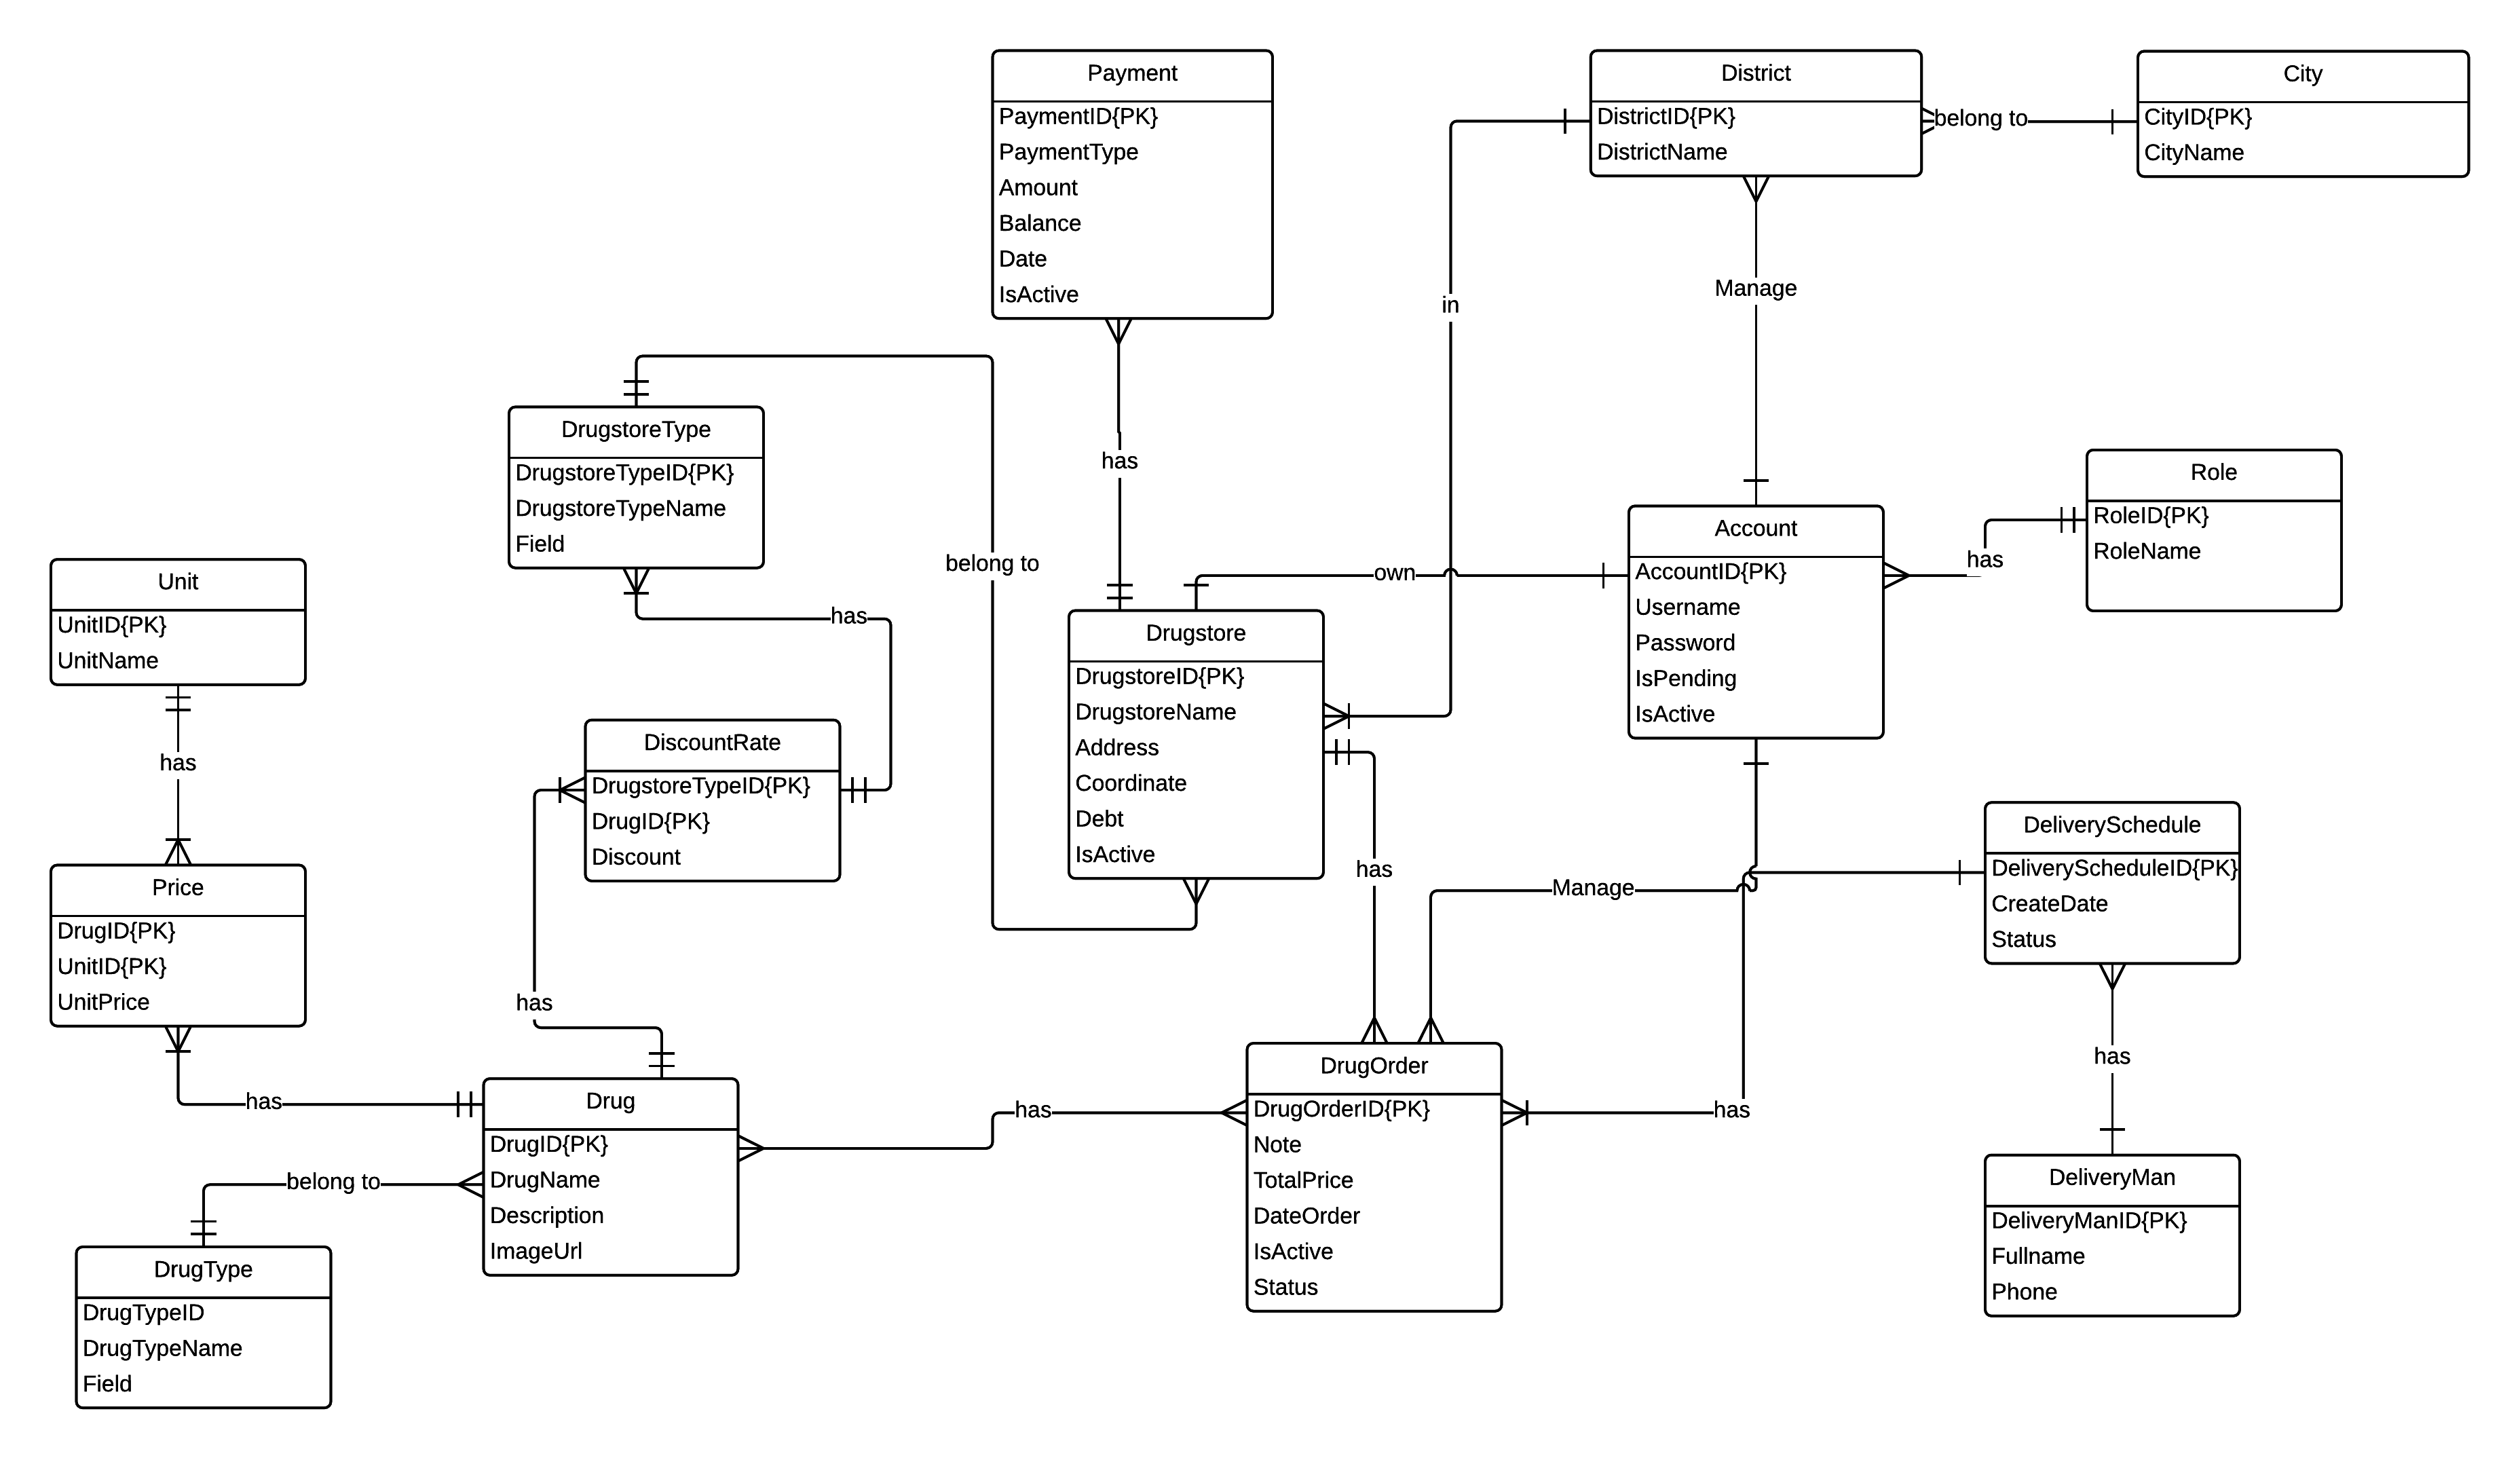 Payment
PaymentID{PK}
PaymentType
Amount
Balance
Date
IsActive
District
DistrictID{PK}
DistrictName
belong to
City
CityID{PK}
CityName
in
Manage
has
DrugstoreType
DrugstoreTypeID{PK}
DrugstoreTypeName
Field
belong to
has
own
Account
AccountID{PK}
Username
Password
IsPending
IsActive
has
Role
RoleID{PK}
RoleName
Unit
UnitID{PK}
UnitName
has
Drugstore
DrugstoreID{PK}
DrugstoreName
Address
Coordinate
Debt
IsActive
DiscountRate
DrugstoreTypeID{PK}
DrugID{PK}
Discount
has
Manage
DeliverySchedule
DeliveryScheduleID{PK}
CreateDate
Status
Price
DrugID{PK}
UnitID{PK}
UnitPrice
has
has
has
Drug
DrugID{PK}
DrugName
Description
ImageUrl
has
DrugOrder
DrugOrderID{PK}
Note
TotalPrice
DateOrder
IsActive
Status
has
has
DeliveryMan
DeliveryManID{PK}
Fullname
Phone
belong to
DrugType
DrugTypeID
DrugTypeName
Field